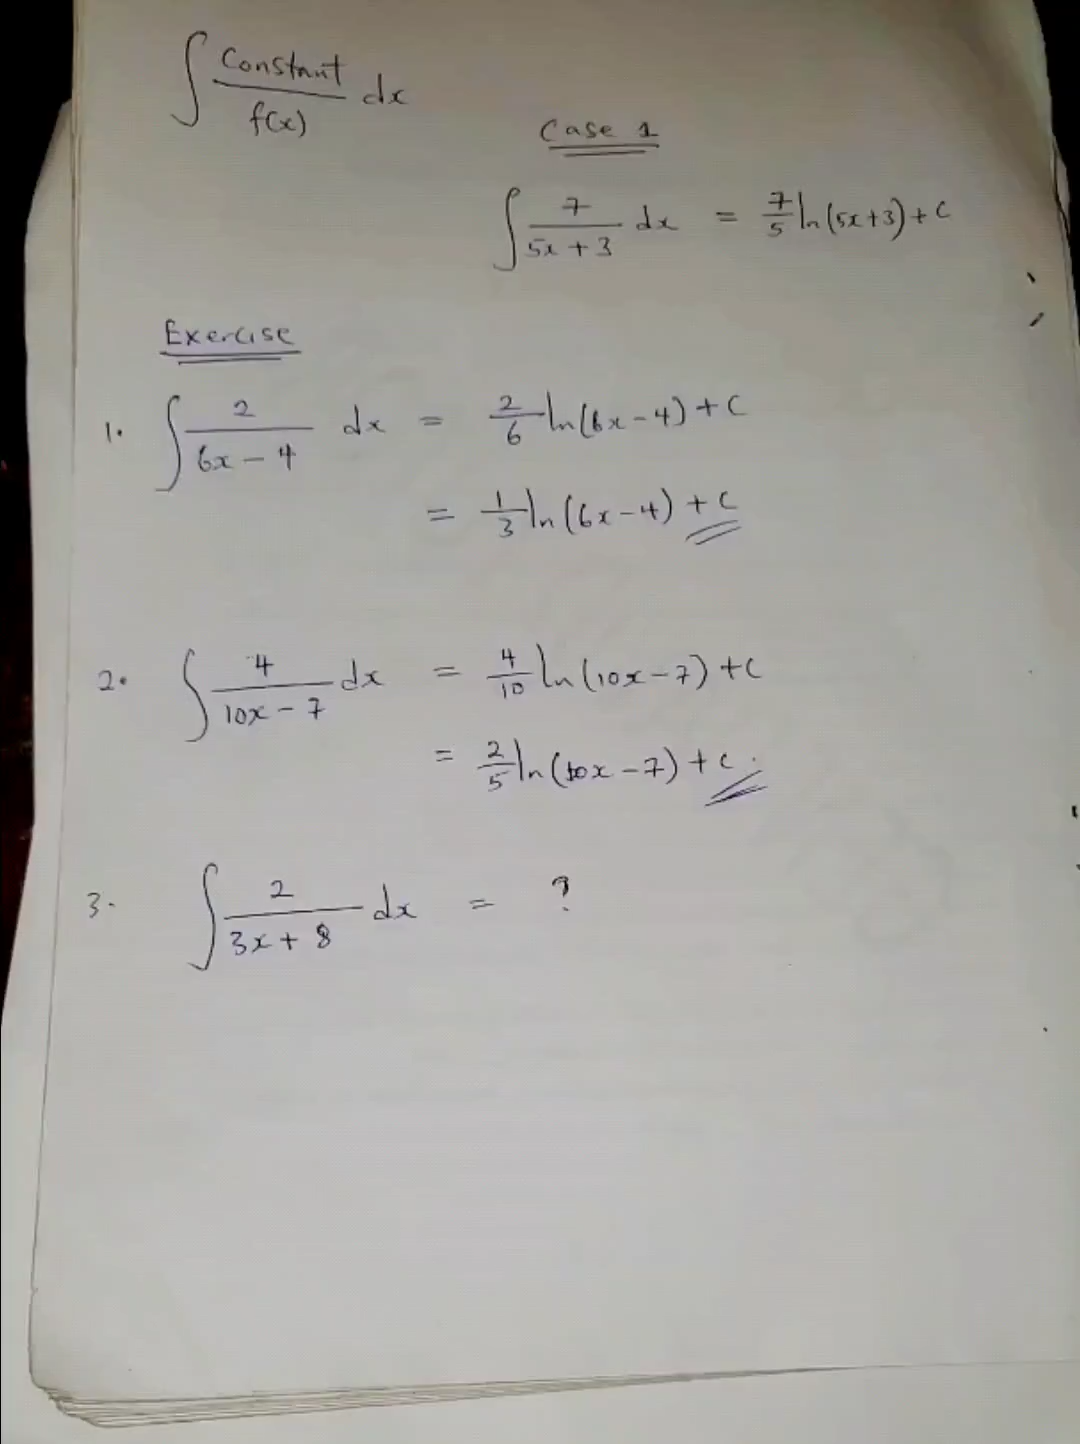 ∫ Constant/f(x) dx
Case 1
∫ 7/(5x + 3) dx = 7/5 ln(5x+3) + C
Exercise
1. ∫ 2/(6x – 4) dx = 2/6 ln(6x – 4) + C
= 1/3 ln(6x – 4) + C
2. ∫ 4/(10x – 7) dx = 4/10 ln(10x – 7) + C
= 2/5 ln(10x – 7) + C.
3. ∫ 2/(3x + 8) dx = ?